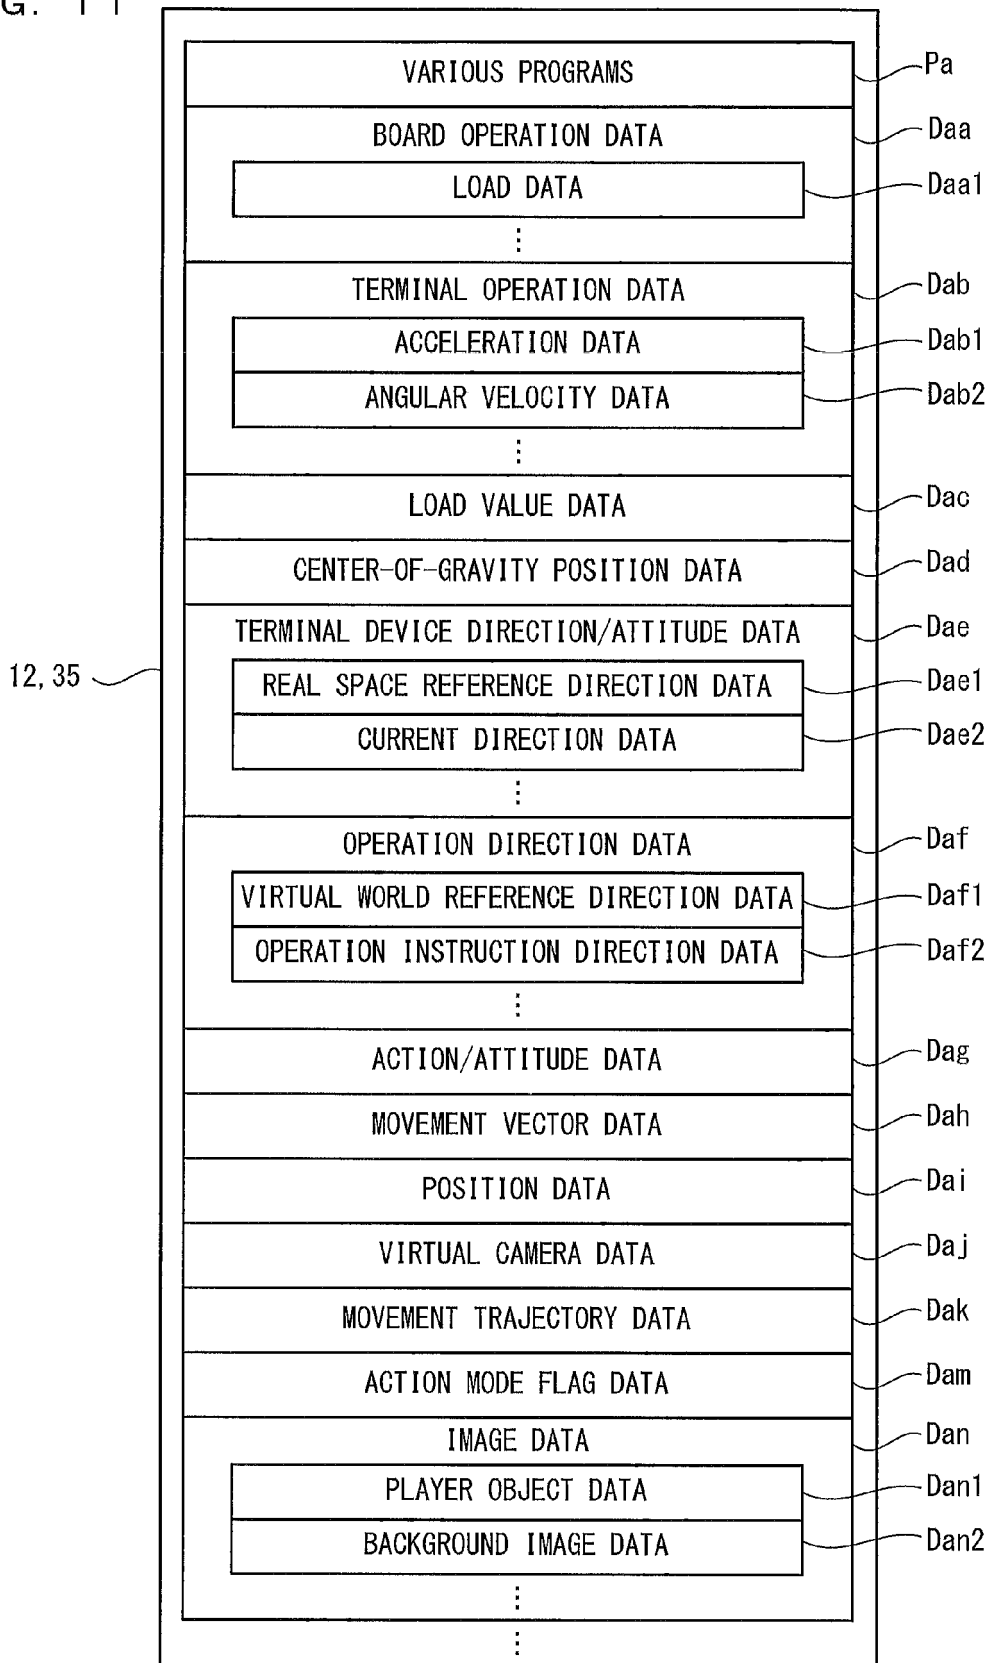 G. 11
VARIOUS PROGRAMS Pa
BOARD OPERATION DATA Daa
LOAD DATA Daa1
TERMINAL OPERATION DATA Dab
ACCELERATION DATA Dab1
ANGULAR VELOCITY DATA Dab2
LOAD VALUE DATA Dac
CENTER-OF-GRAVITY POSITION DATA Dad
TERMINAL DEVICE DIRECTION/ATTITUDE DATA Dae
12, 35 REAL SPACE REFERENCE DIRECTION DATA Dae1
CURRENT DIRECTION DATA Dae2
OPERATION DIRECTION DATA Daf
VIRTUAL WORLD REFERENCE DIRECTION DATA Daf1
OPERATION INSTRUCTION DIRECTION DATA Daf2
ACTION/ATTITUDE DATA Dag
MOVEMENT VECTOR DATA Dah
POSITION DATA Dai
VIRTUAL CAMERA DATA Daj
MOVEMENT TRAJECTORY DATA Dak
ACTION MODE FLAG DATA Dam
IMAGE DATA Dan
PLAYER OBJECT DATA Dan1
BACKGROUND IMAGE DATA Dan2